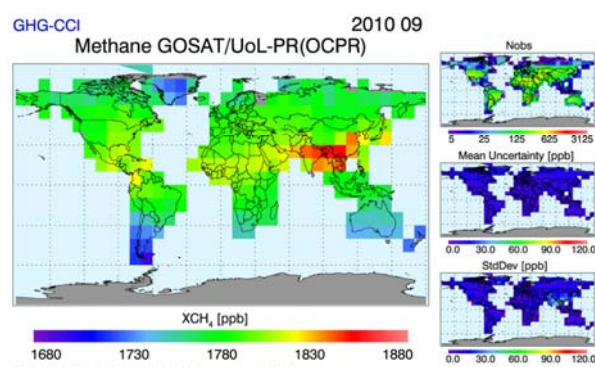 GHG-CCI
2010 09
Methane GOSAT/UoL-PR(OCPR)
XCH₄ [ppb]
1680 1730 1780 1830 1880
Nobs
5 25 125 625 3125
Mean Uncertainty [ppb]
0.0 30.0 60.0 90.0 120.0
StdDev [ppb]
0.0 30.0 60.0 90.0 120.0